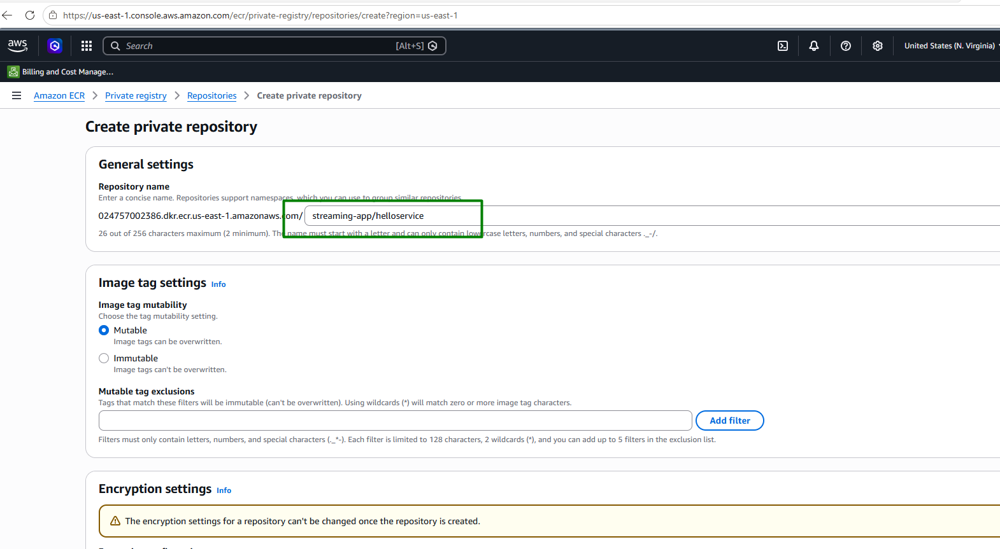 https://us-east-1.console.aws.amazon.com/ecr/private-registry/repositories/create?region=us-east-1
aws
Search
[Alt+S]
United States (N. Virginia)
Billing and Cost Manage...
Amazon ECR > Private registry > Repositories > Create private repository
Create private repository
General settings
Repository name
Enter a concise name. Repositories support namespaces, which you can use to group similar repositories.
024757002386.dkr.ecr.us-east-1.amazonaws.com/ streaming-app/helloservice
26 out of 256 characters maximum (2 minimum). The name must start with a letter and can only contain lowercase letters, numbers, and special characters ._-/.
Image tag settings Info
Image tag mutability
Choose the tag mutability setting.
Mutable
Image tags can be overwritten.
Immutable
Image tags can't be overwritten.
Mutable tag exclusions
Tags that match these filters will be immutable (can't be overwritten). Using wildcards (*) will match zero or more image tag characters.
Add filter
Filters must only contain letters, numbers, and special characters (._*-). Each filter is limited to 128 characters, 2 wildcards (*), and you can add up to 5 filters in the exclusion list.
Encryption settings Info
The encryption settings for a repository can't be changed once the repository is created.